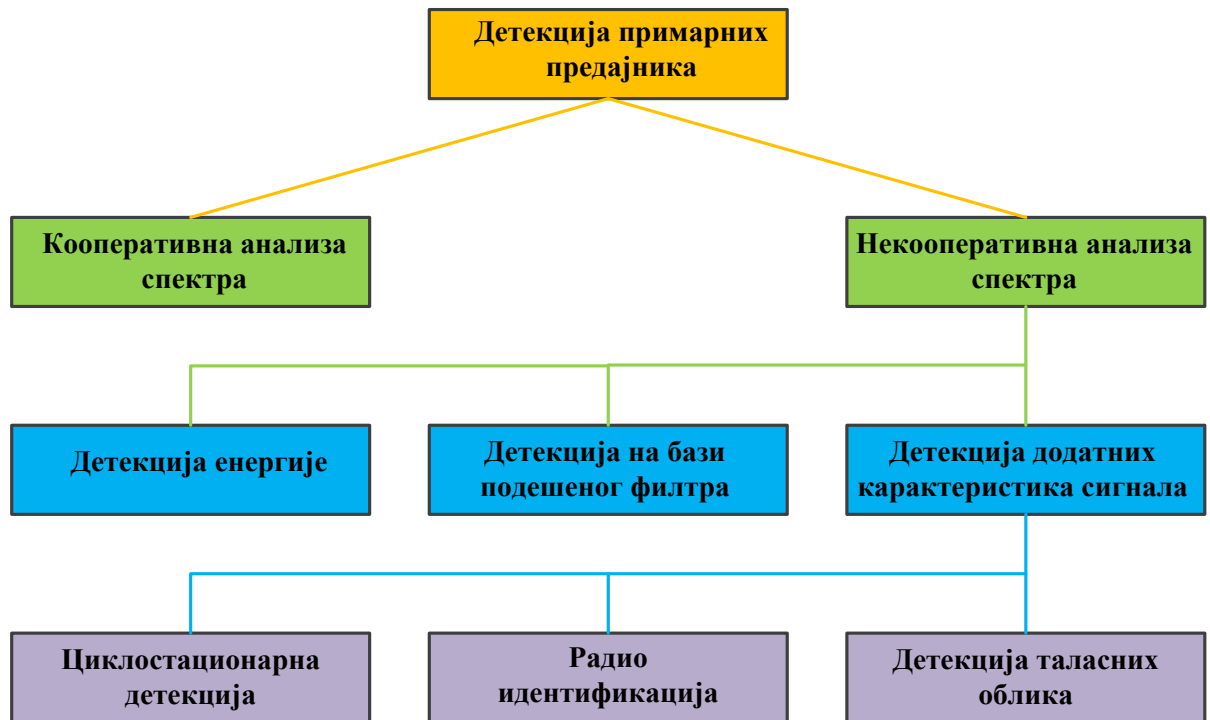 Детекција примарних
предајника
Кооперативна анализа
спектра
Некооперативна анализа
спектра
Детекција енергије
Детекција на бази
подешеног филтра
Детекција додатних
карактеристика сигнала
Циклостационарна
детекција
Радио
идентификација
Детекција таласних
облика